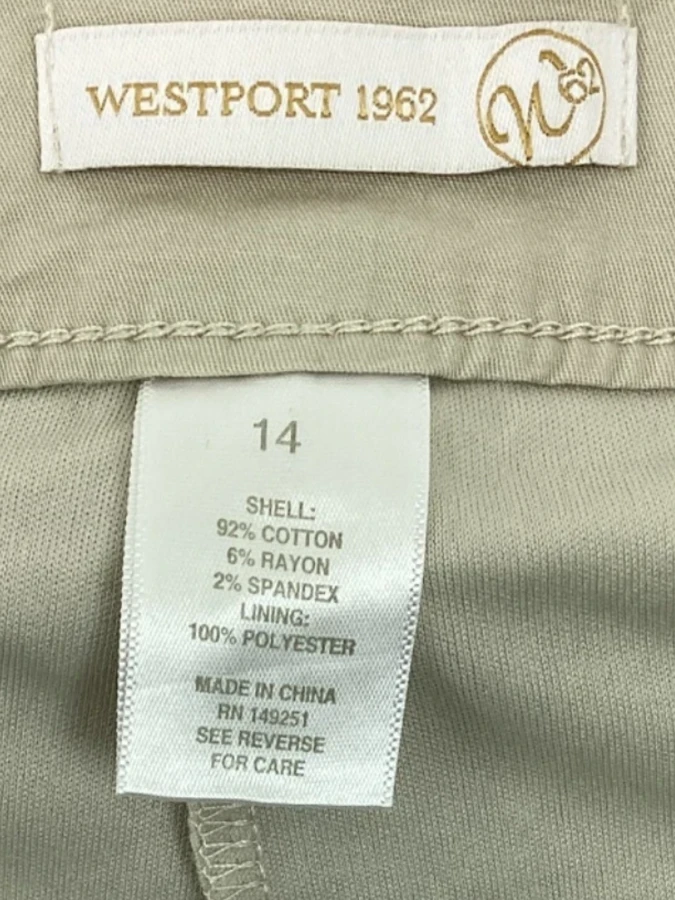 WESTPORT 1962
14
SHELL:
92% COTTON
6% RAYON
2% SPANDEX
LINING:
100% POLYESTER
MADE IN CHINA
RN 149251
SEE REVERSE
FOR CARE